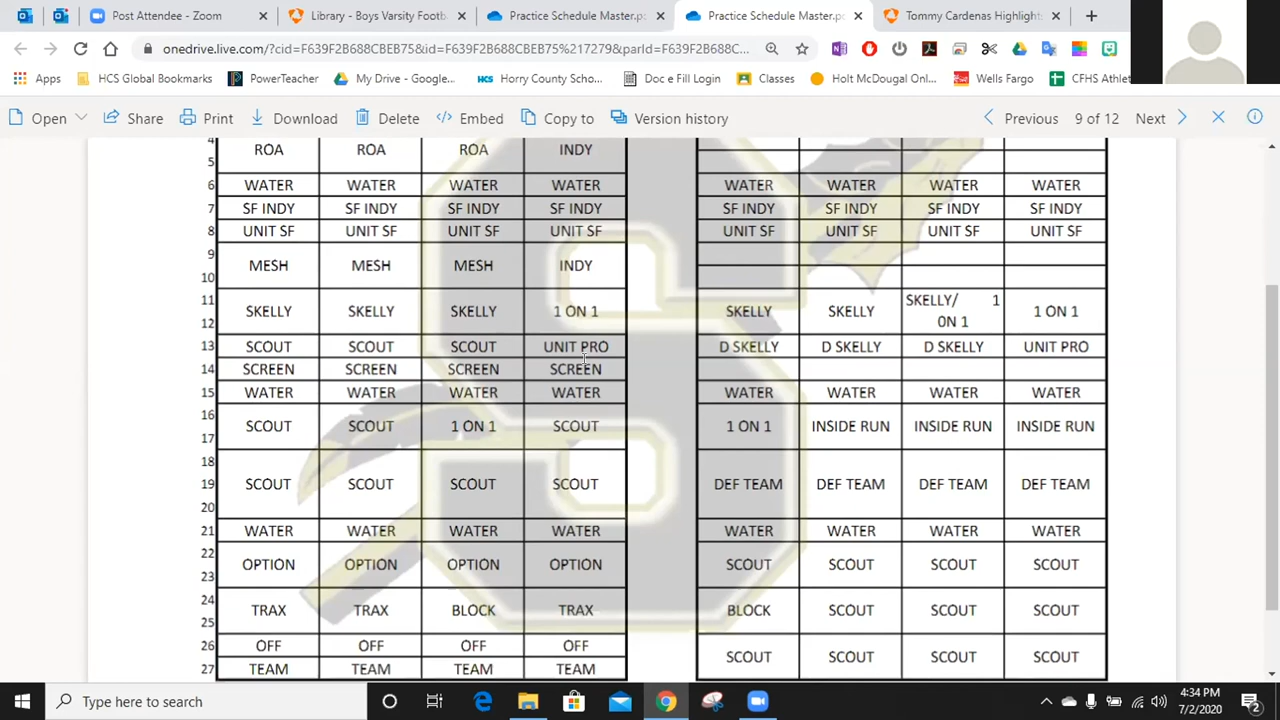 Post Attendee - Zoom
Library - Boys Varsity Footb
Practice Schedule Master.p
Practice Schedule Master.p
Tommy Cardenas Highlight
onedrive.live.com/?cid=F639F2B688CBEB75&id=F639F2B688CBEB75%217279&parId=F639F2B688C...
Apps HCS Global Bookmarks PowerTeacher My Drive - Google... HCS Horry County Schoo... Doc e Fill Login Classes Holt McDougal Onl... Wells Fargo CFHS Athlet
Open Share Print Download Delete Embed Copy to Version history Previous 9 of 12 Next
4
ROA ROA ROA INDY
5
6 WATER WATER WATER WATER WATER WATER WATER WATER
7 SF INDY SF INDY SF INDY SF INDY SF INDY SF INDY SF INDY SF INDY
8 UNIT SF UNIT SF UNIT SF UNIT SF UNIT SF UNIT SF UNIT SF UNIT SF
9
MESH MESH MESH INDY
10
11 SKELLY/ 1
SKELLY SKELLY SKELLY 1 ON 1 SKELLY SKELLY 1 ON 1
12 0N 1
13 SCOUT SCOUT SCOUT UNIT PRO D SKELLY D SKELLY D SKELLY UNIT PRO
14 SCREEN SCREEN SCREEN SCREEN
15 WATER WATER WATER WATER WATER WATER WATER WATER
16
SCOUT SCOUT 1 ON 1 SCOUT 1 ON 1 INSIDE RUN INSIDE RUN INSIDE RUN
17
18
19 SCOUT SCOUT SCOUT SCOUT DEF TEAM DEF TEAM DEF TEAM DEF TEAM
20
21 WATER WATER WATER WATER WATER WATER WATER WATER
22
OPTION OPTION OPTION OPTION SCOUT SCOUT SCOUT SCOUT
23
24
TRAX TRAX BLOCK TRAX BLOCK SCOUT SCOUT SCOUT
25
26 OFF OFF OFF OFF
SCOUT SCOUT SCOUT SCOUT
27 TEAM TEAM TEAM TEAM
Type here to search
4:34 PM
7/2/2020
2